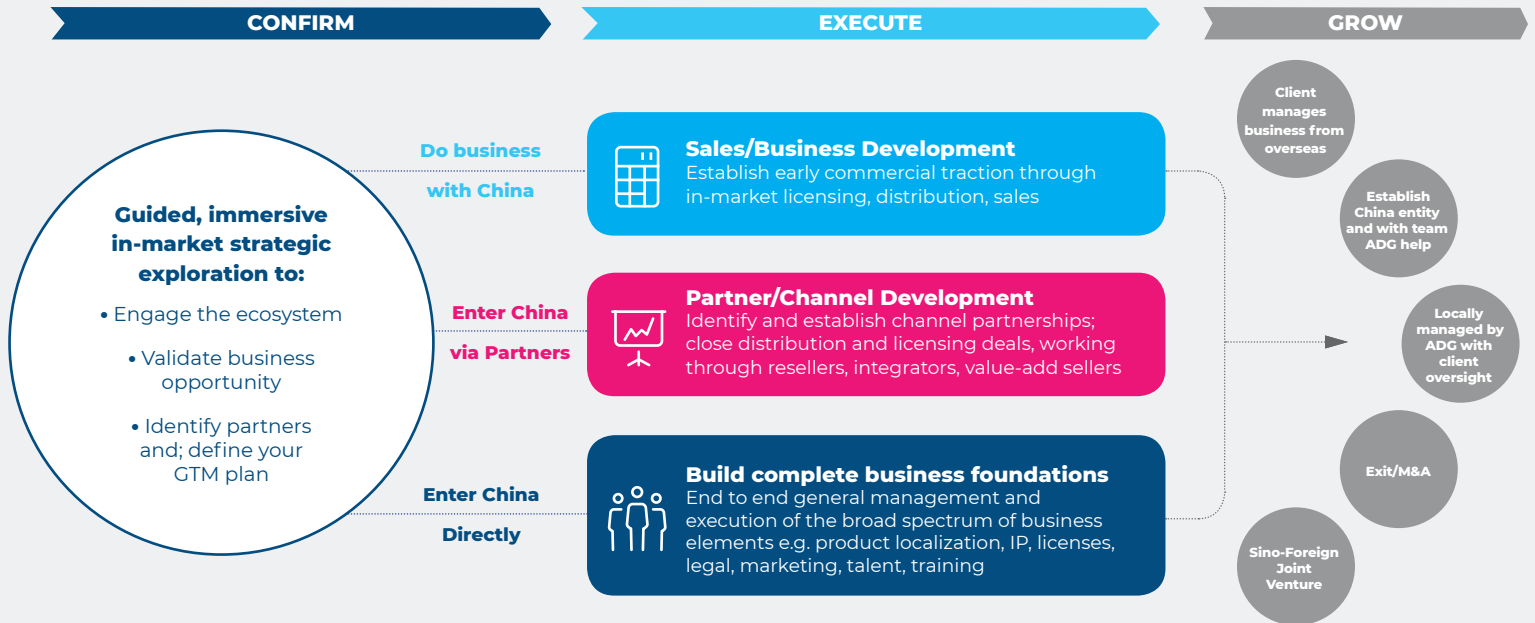 CONFIRM
EXECUTE
GROW
Guided, immersive
in-market strategic
exploration to:
• Engage the ecosystem
• Validate business
opportunity
• Identify partners
and; define your
GTM plan
Do business
with China
Enter China
via Partners
Enter China
Directly
Sales/Business Development
Establish early commercial traction through
in-market licensing, distribution, sales
Partner/Channel Development
Identify and establish channel partnerships;
close distribution and licensing deals, working
through resellers, integrators, value-add sellers
Build complete business foundations
End to end general management and
execution of the broad spectrum of business
elements e.g. product localization, IP, licenses,
legal, marketing, talent, training
Client
manages
business from
overseas
Establish
China entity
and with team
ADG help
Locally
managed by
ADG with
client
oversight
Exit/M&A
Sino-Foreign
Joint
Venture